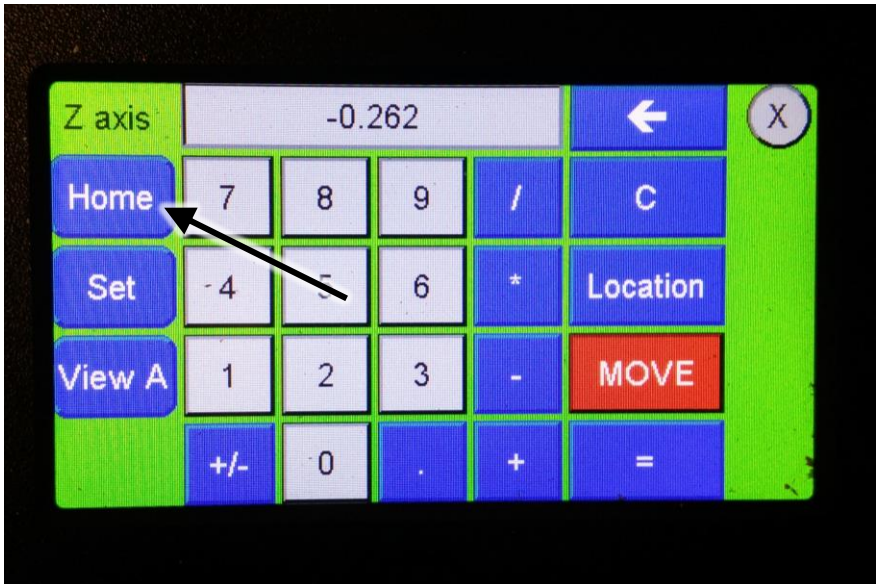 Z axis -0.262 ← X
Home 7 8 9 / C
Set 4 5 6 * Location
View A 1 2 3 - MOVE
+/- 0 . + =